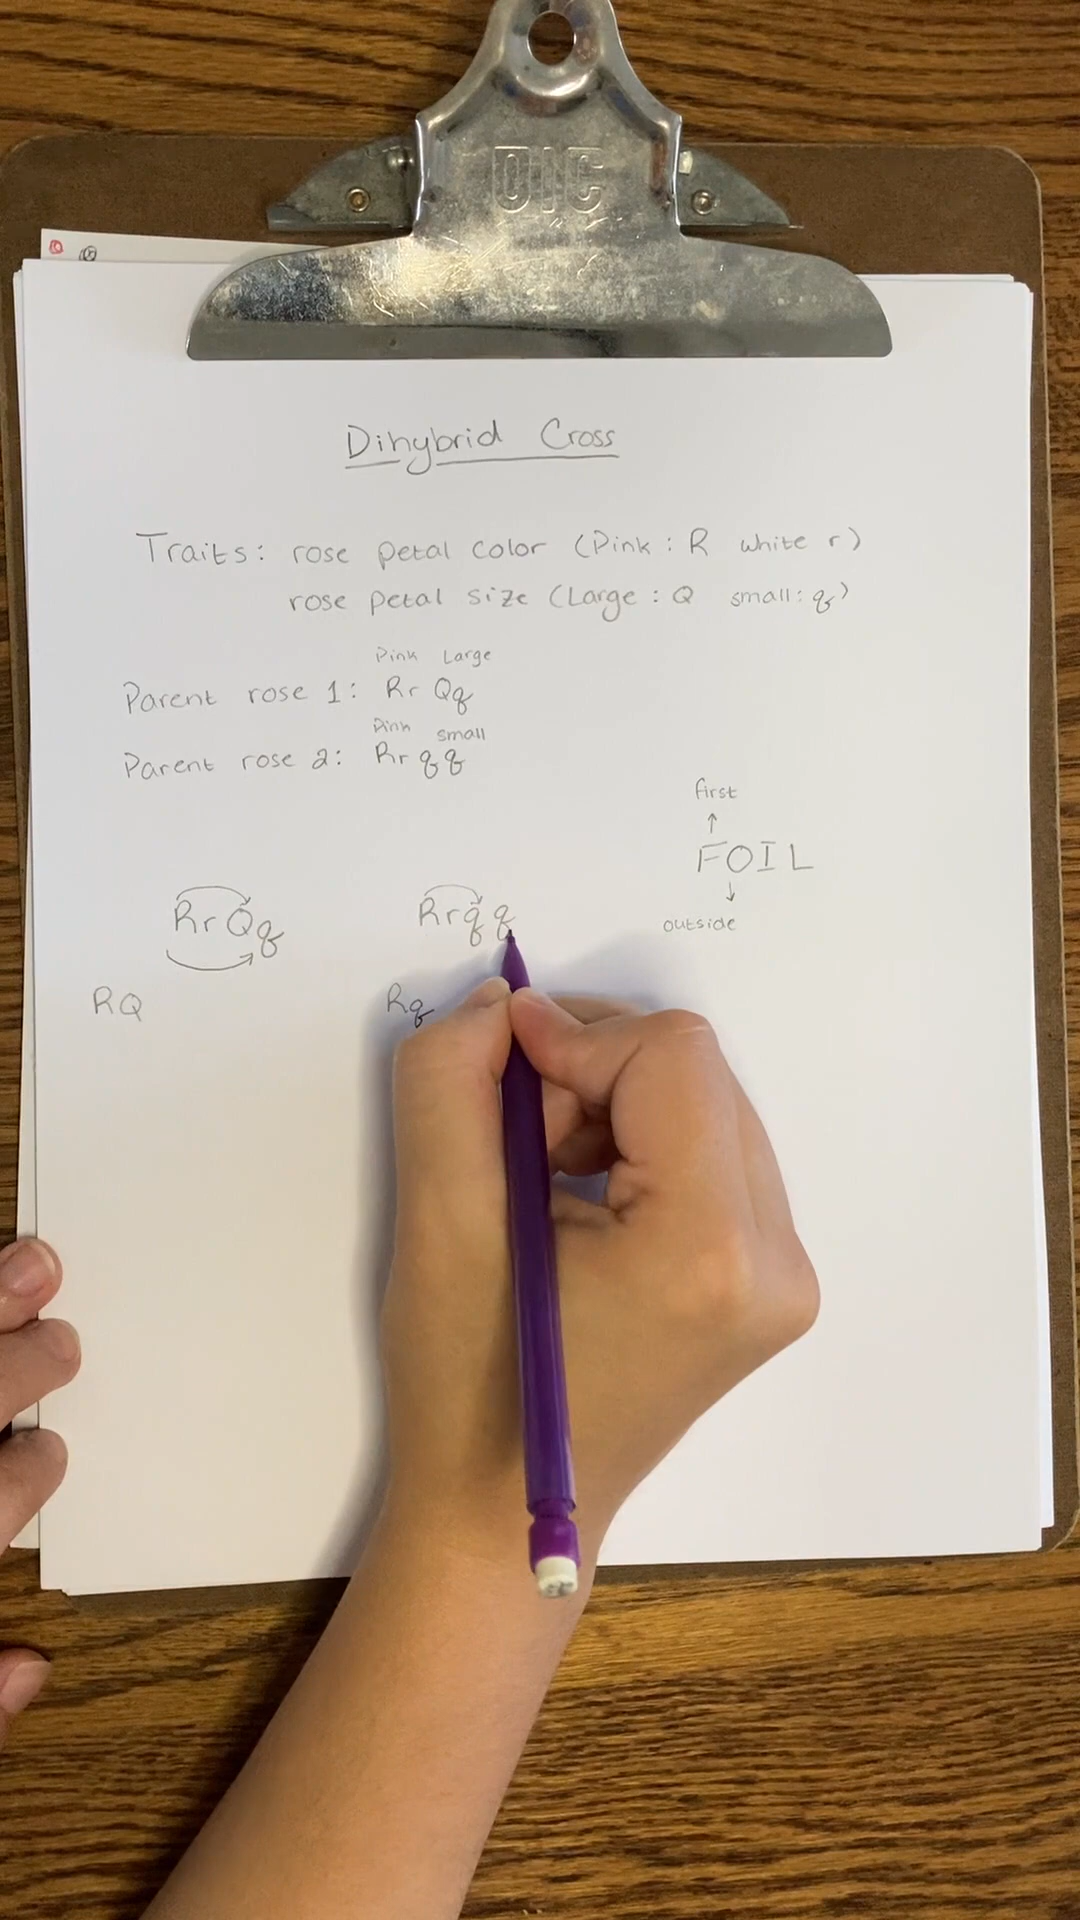 OIC
Dihybrid Cross
Traits: rose petal color (Pink: R white r)
rose petal size (Large: Q small: q)
Pink Large
Parent rose 1: Rr Qq
Pink small
Parent rose 2: Rr qq
first
↑
FOIL
↓
outside
RrQq Rrqq
RQ Rq